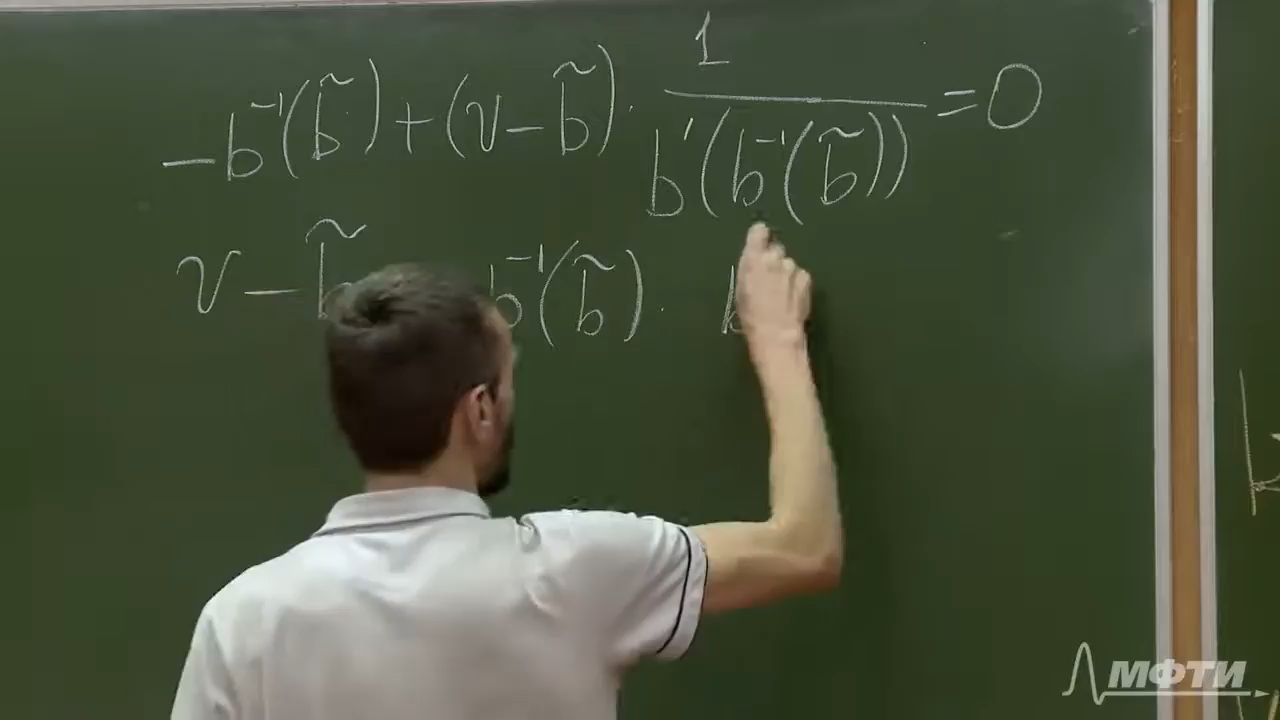 -b⁻¹(b̃) + (v - b̃) · 1 / b'(b⁻¹(b̃)) = 0
v - b̃ b⁻¹(b̃) · b
МФТИ